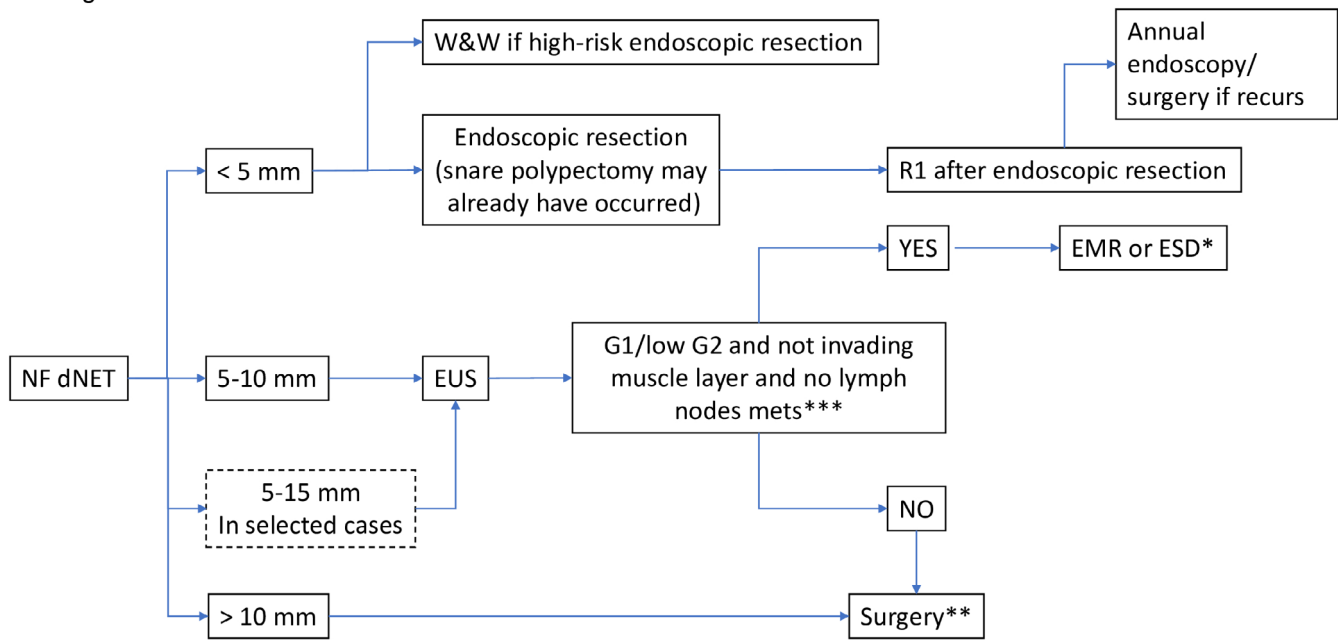 W&W if high-risk endoscopic resection
Annual
endoscopy/
surgery if recurs
< 5 mm
Endoscopic resection
(snare polypectomy may
already have occurred)
R1 after endoscopic resection
YES
EMR or ESD*
NF dNET
5-10 mm
EUS
G1/low G2 and not invading
muscle layer and no lymph
nodes mets***
5-15 mm
In selected cases
NO
> 10 mm
Surgery**